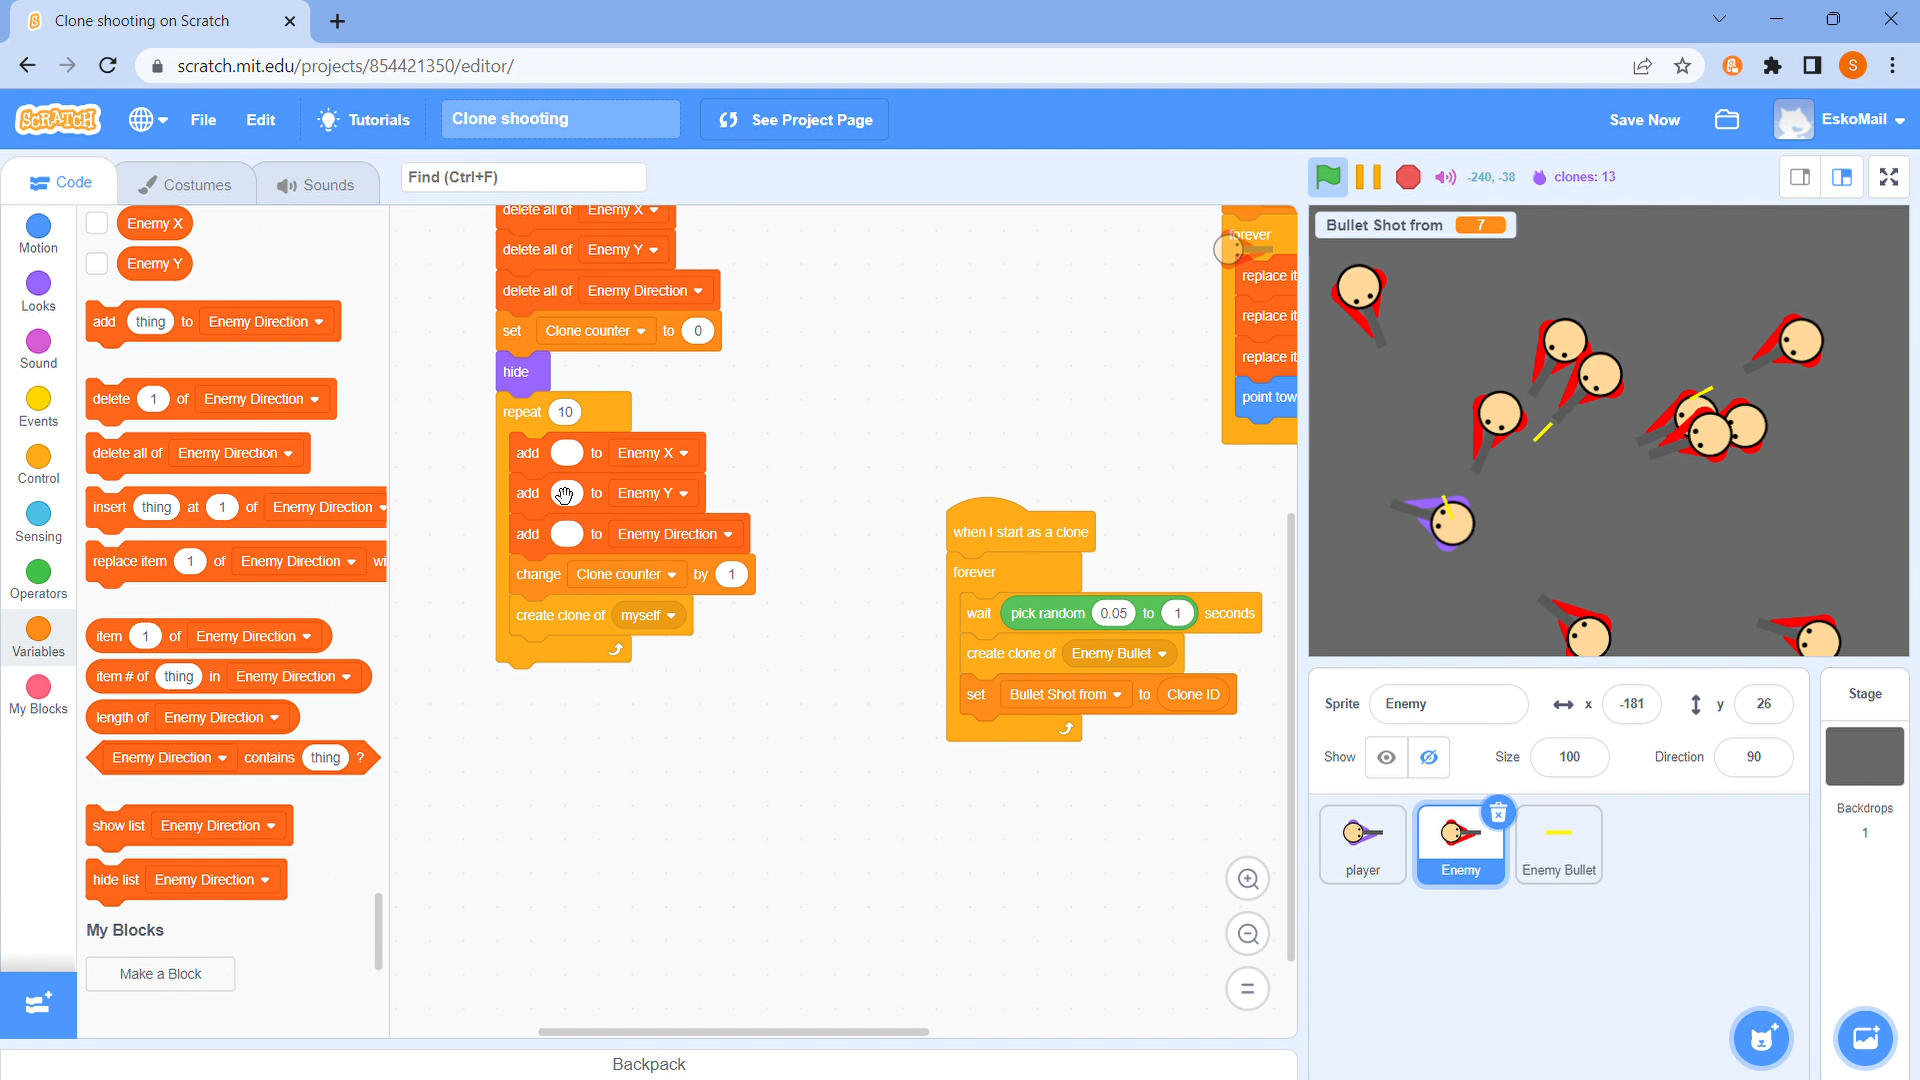 Clone shooting on Scratch
scratch.mit.edu/projects/854421350/editor/
S
SCRATCH File Edit Tutorials Clone shooting See Project Page Save Now EskoMail
Code Costumes Sounds Find (Ctrl+F) -240, -38 clones: 13
Motion
Looks
Sound
Events
Control
Sensing
Operators
Variables
My Blocks
Enemy X
Enemy Y
add thing to Enemy Direction
delete 1 of Enemy Direction
delete all of Enemy Direction
insert thing at 1 of Enemy Direction
replace item 1 of Enemy Direction wi
item 1 of Enemy Direction
item # of thing in Enemy Direction
length of Enemy Direction
Enemy Direction contains thing ?
show list Enemy Direction
hide list Enemy Direction
My Blocks
Make a Block
delete all of Enemy X
delete all of Enemy Y
delete all of Enemy Direction
set Clone counter to 0
hide
repeat 10
add to Enemy X
add to Enemy Y
add to Enemy Direction
change Clone counter by 1
create clone of myself
forever
replace it
replace it
replace it
point tow
when I start as a clone
forever
wait pick random 0.05 to 1 seconds
create clone of Enemy Bullet
set Bullet Shot from to Clone ID
=
Backpack
Bullet Shot from 7
Sprite Enemy x -181 y 26
Show Size 100 Direction 90
player
Enemy
Enemy Bullet
Stage
Backdrops
1